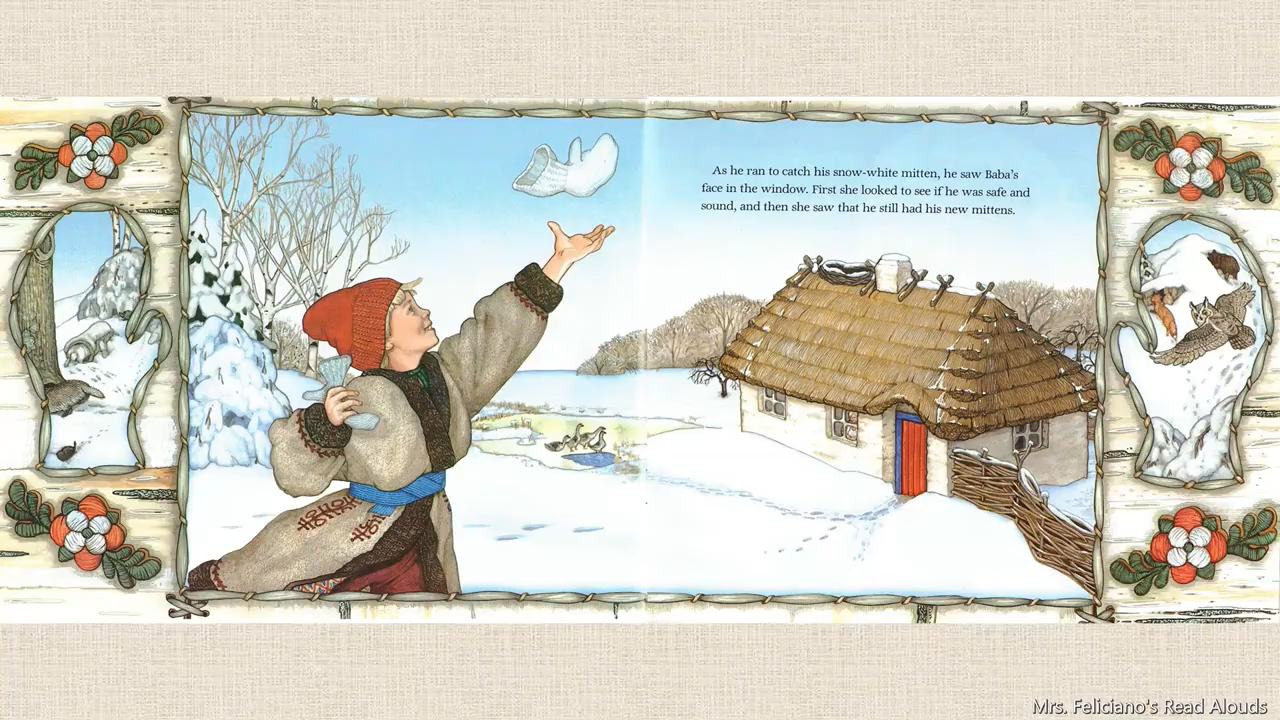 As he ran to catch his snow-white mitten, he saw Baba's
face in the window. First she looked to see if he was safe and
sound, and then she saw that he still had his new mittens.
Mrs. Feliciano's Read Alouds